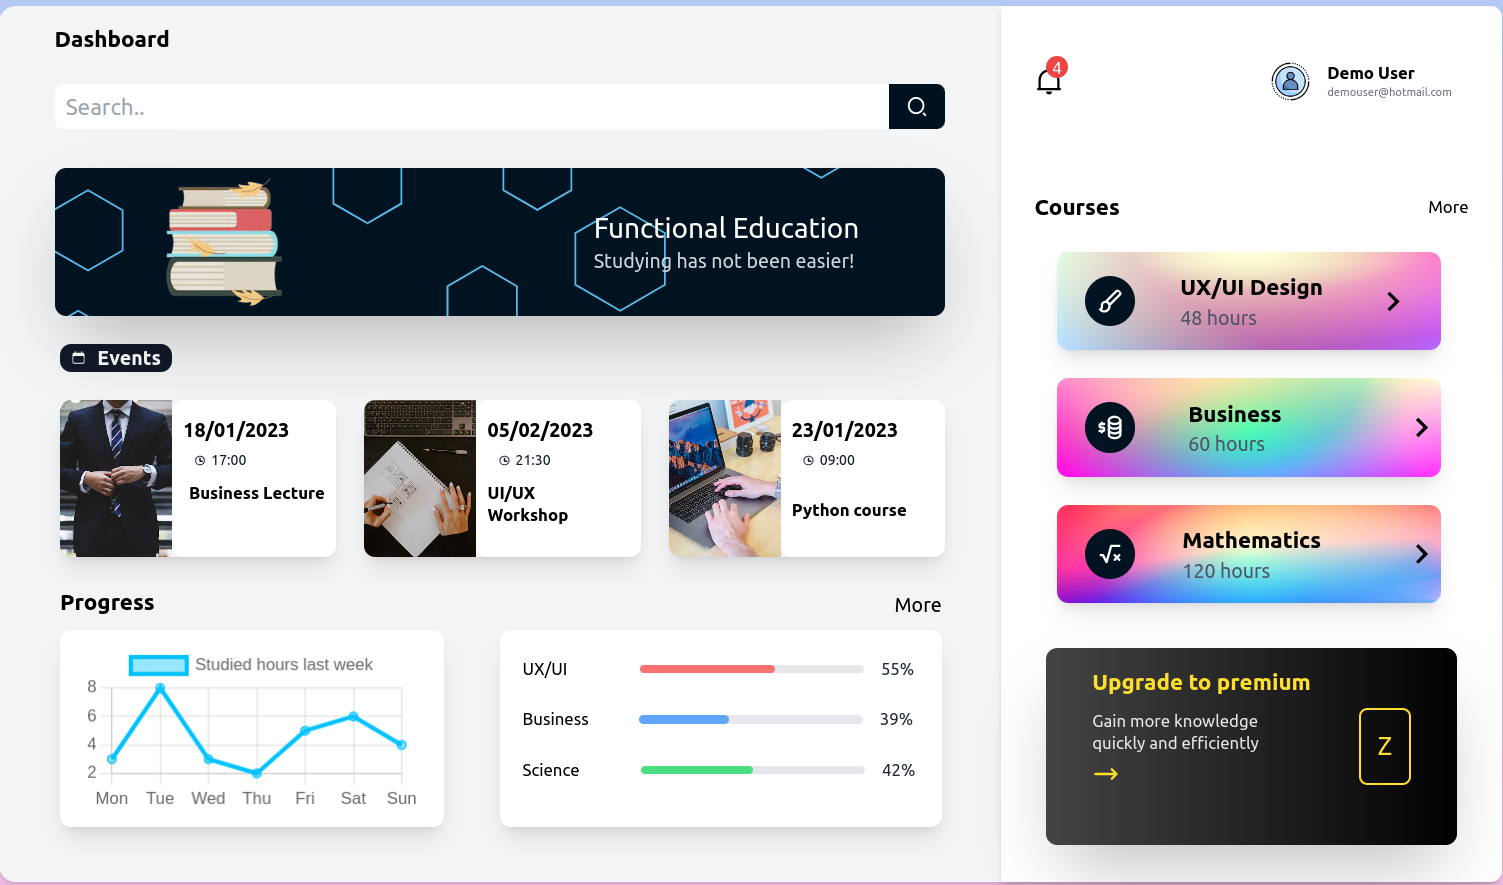 Dashboard
Search..
Functional Education
Studying has not been easier!
Events
18/01/2023
17:00
Business Lecture
05/02/2023
21:30
UI/UX
Workshop
23/01/2023
09:00
Python course
Progress
More
Studied hours last week
8
6
4
2
Mon Tue Wed Thu Fri Sat Sun
UX/UI 55%
Business 39%
Science 42%
4
Demo User
demouser@hotmail.com
Courses
More
UX/UI Design
48 hours
$
Business
60 hours
√x
Mathematics
120 hours
Upgrade to premium
Gain more knowledge
quickly and efficiently
Z